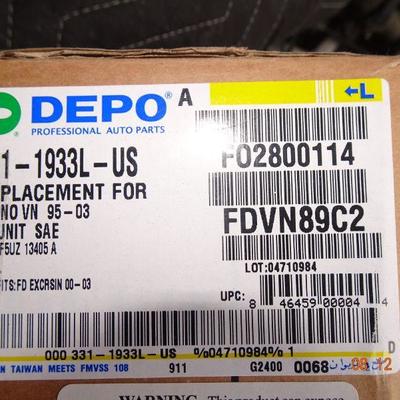 DEPO® A
PROFESSIONAL AUTO PARTS
L
1-1933L-US
PLACEMENT FOR
NO VN 95-03
UNIT SAE
F5UZ 13405 A
ITS:FD EXCRSIN 00-03
FO2800114
FDVN89C2
LOT:04710984
UPC:
8 46459 00004 4
D
000 331-1933L-US %04710984% 1
N TAIWAN MEETS FMVSS 108 911 G2400 0068
WARNING